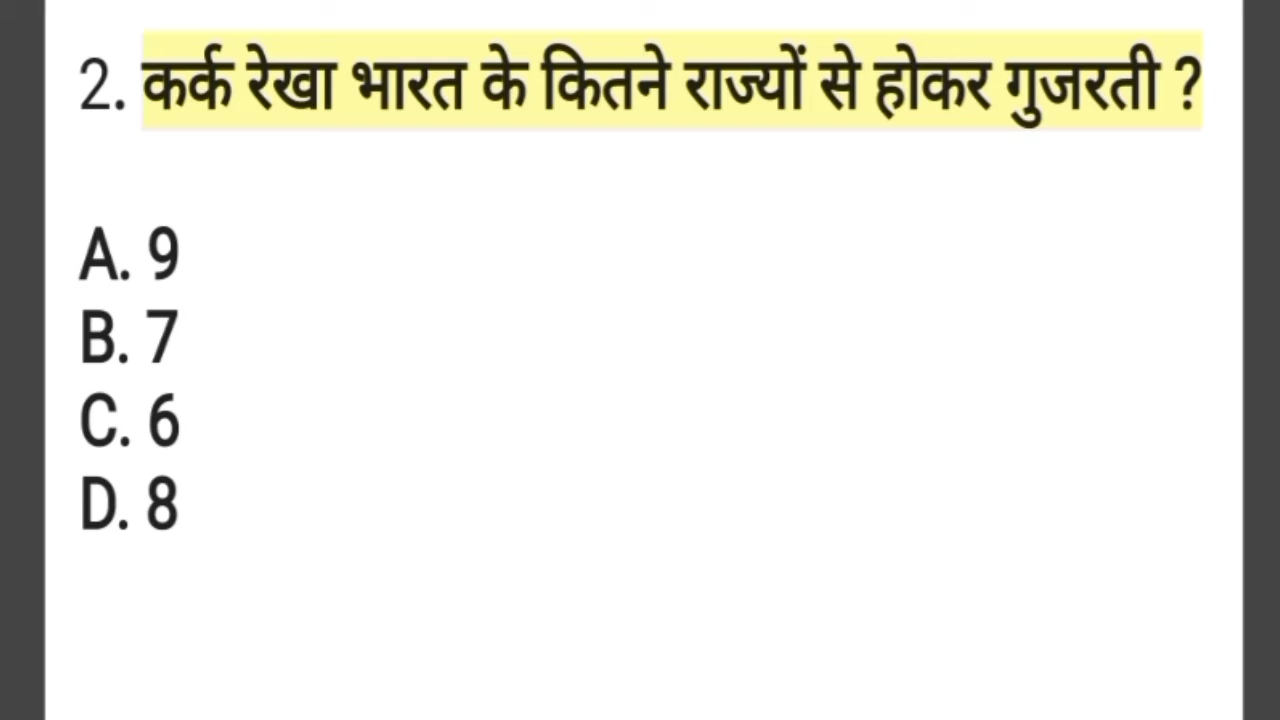 2. कर्क रेखा भारत के कितने राज्यों से होकर गुजरती ?
A. 9
B. 7
C. 6
D. 8